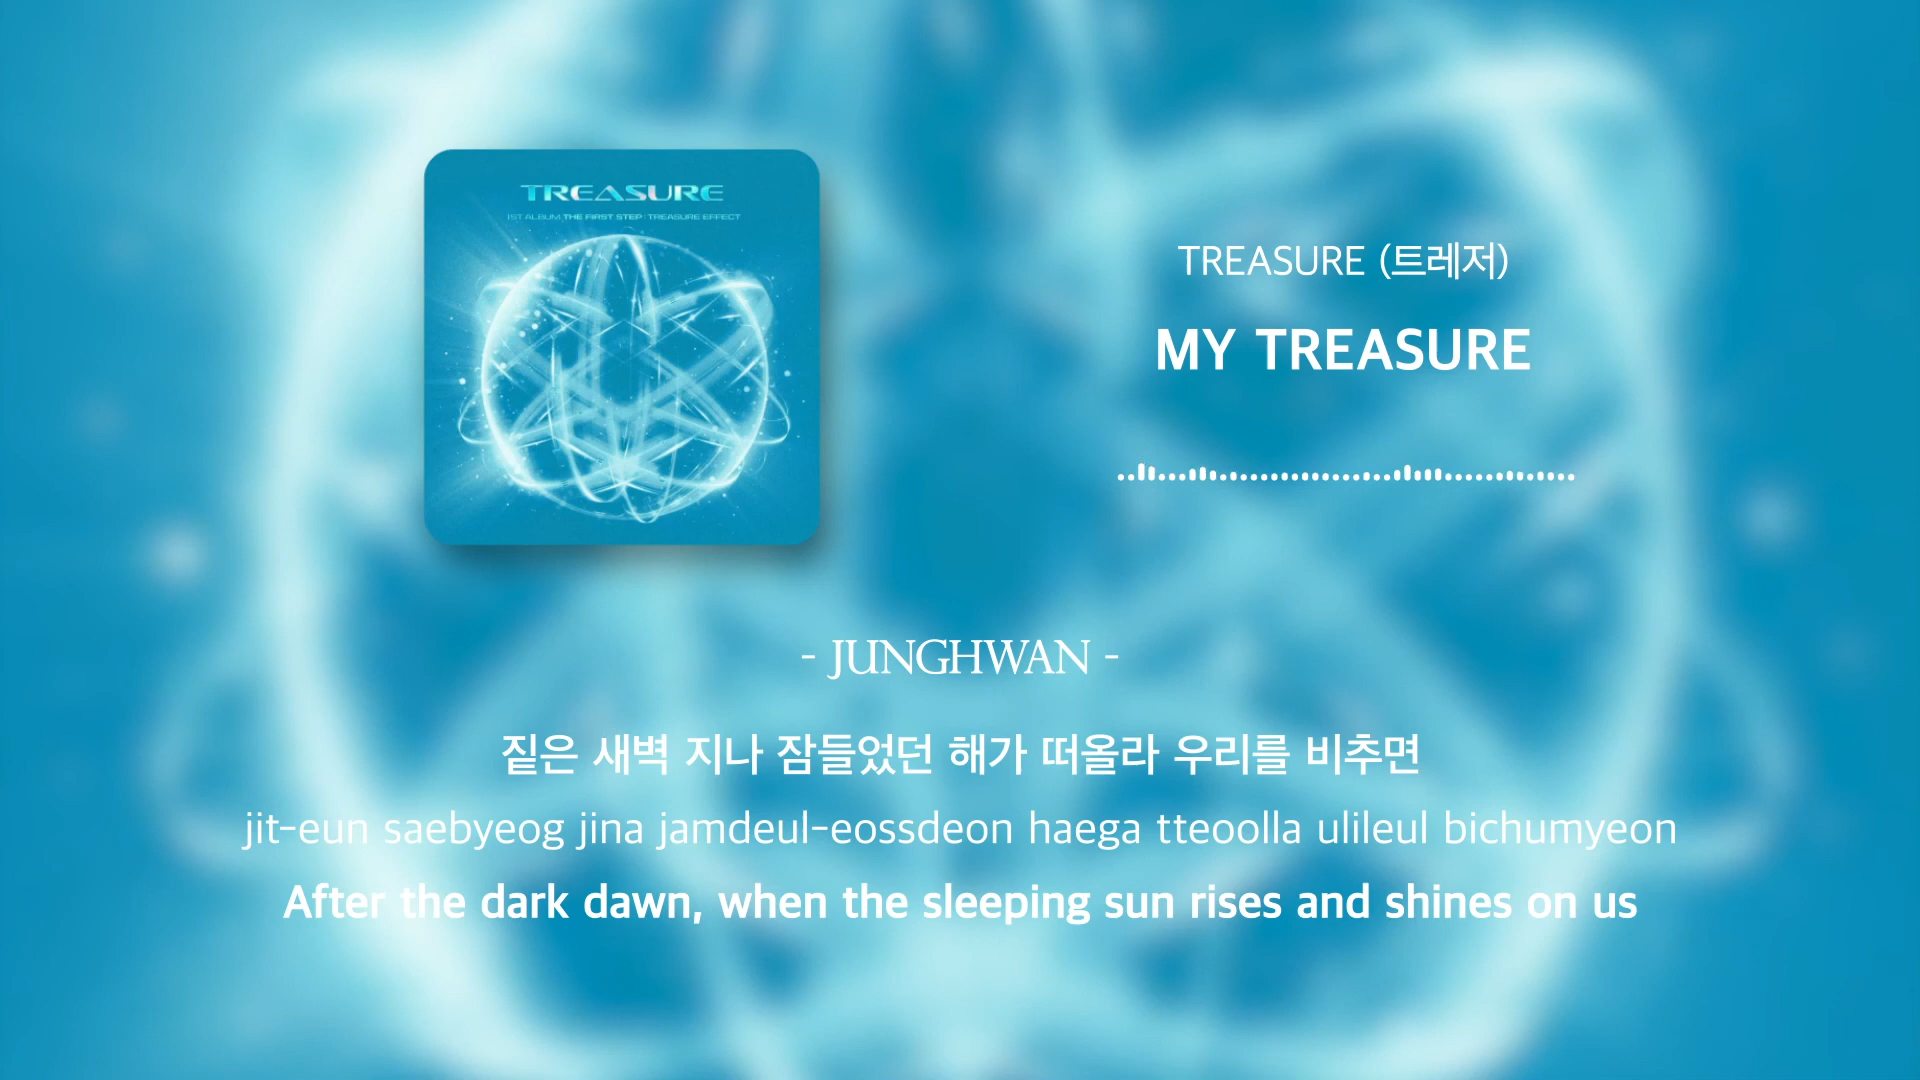 TREASURE
1ST ALBUM THE FIRST STEP : TREASURE EFFECT
TREASURE (트레저)
MY TREASURE
- JUNGHWAN -
짙은 새벽 지나 잠들었던 해가 떠올라 우리를 비추면
jit-eun saebyeog jina jamdeul-eossdeon haega tteoolla ulileul bichumyeon
After the dark dawn, when the sleeping sun rises and shines on us